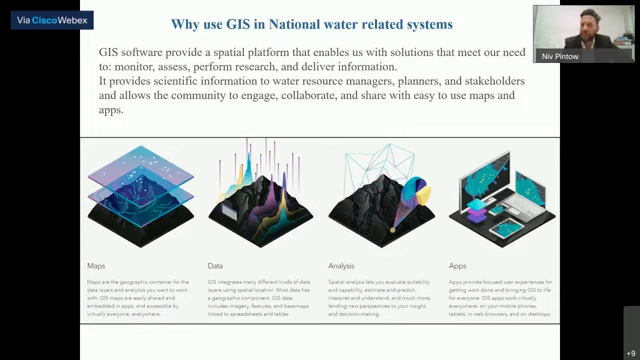 Via CiscoWebex
Why use GIS in National water related systems
Niv Pintow
GIS software provide a spatial platform that enables us with solutions that meet our need
to: monitor, assess, perform research, and deliver information.
It provides scientific information to water resource managers, planners, and stakeholders
and allows the community to engage, collaborate, and share with easy to use maps and
apps.
Maps
Maps are the geographic container for
the data layers and analytics you want to
work with. GIS maps are easily shared and
embedded in apps, and accessible by
virtually everyone, everywhere.
Data
GIS integrates many different kinds of data
layers using spatial location. Most data has
a geographic component. GIS data
includes imagery, features, and basemaps
linked to spreadsheets and tables.
Analysis
Spatial analysis lets you evaluate suitability
and capability, estimate and predict,
interpret and understand, and much more,
lending new perspectives to your insight
and decision-making.
Apps
Apps provide focused user experiences for
getting work done and bringing GIS to life
for everyone. GIS apps work virtually
everywhere: on your mobile phones,
tablets, in web browsers, and on desktops.
+9